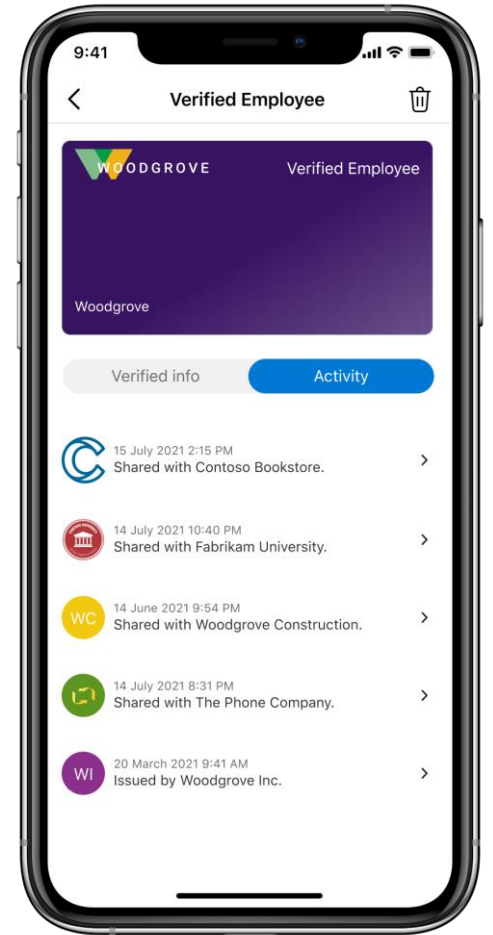 9:41
Verified Employee
WOODGROVE
Verified Employee
Woodgrove
Verified info
Activity
15 July 2021 2:15 PM
Shared with Contoso Bookstore.
14 July 2021 10:40 PM
Shared with Fabrikam University.
WC
14 June 2021 9:54 PM
Shared with Woodgrove Construction.
14 July 2021 8:31 PM
Shared with The Phone Company.
WI
20 March 2021 9:41 AM
Issued by Woodgrove Inc.